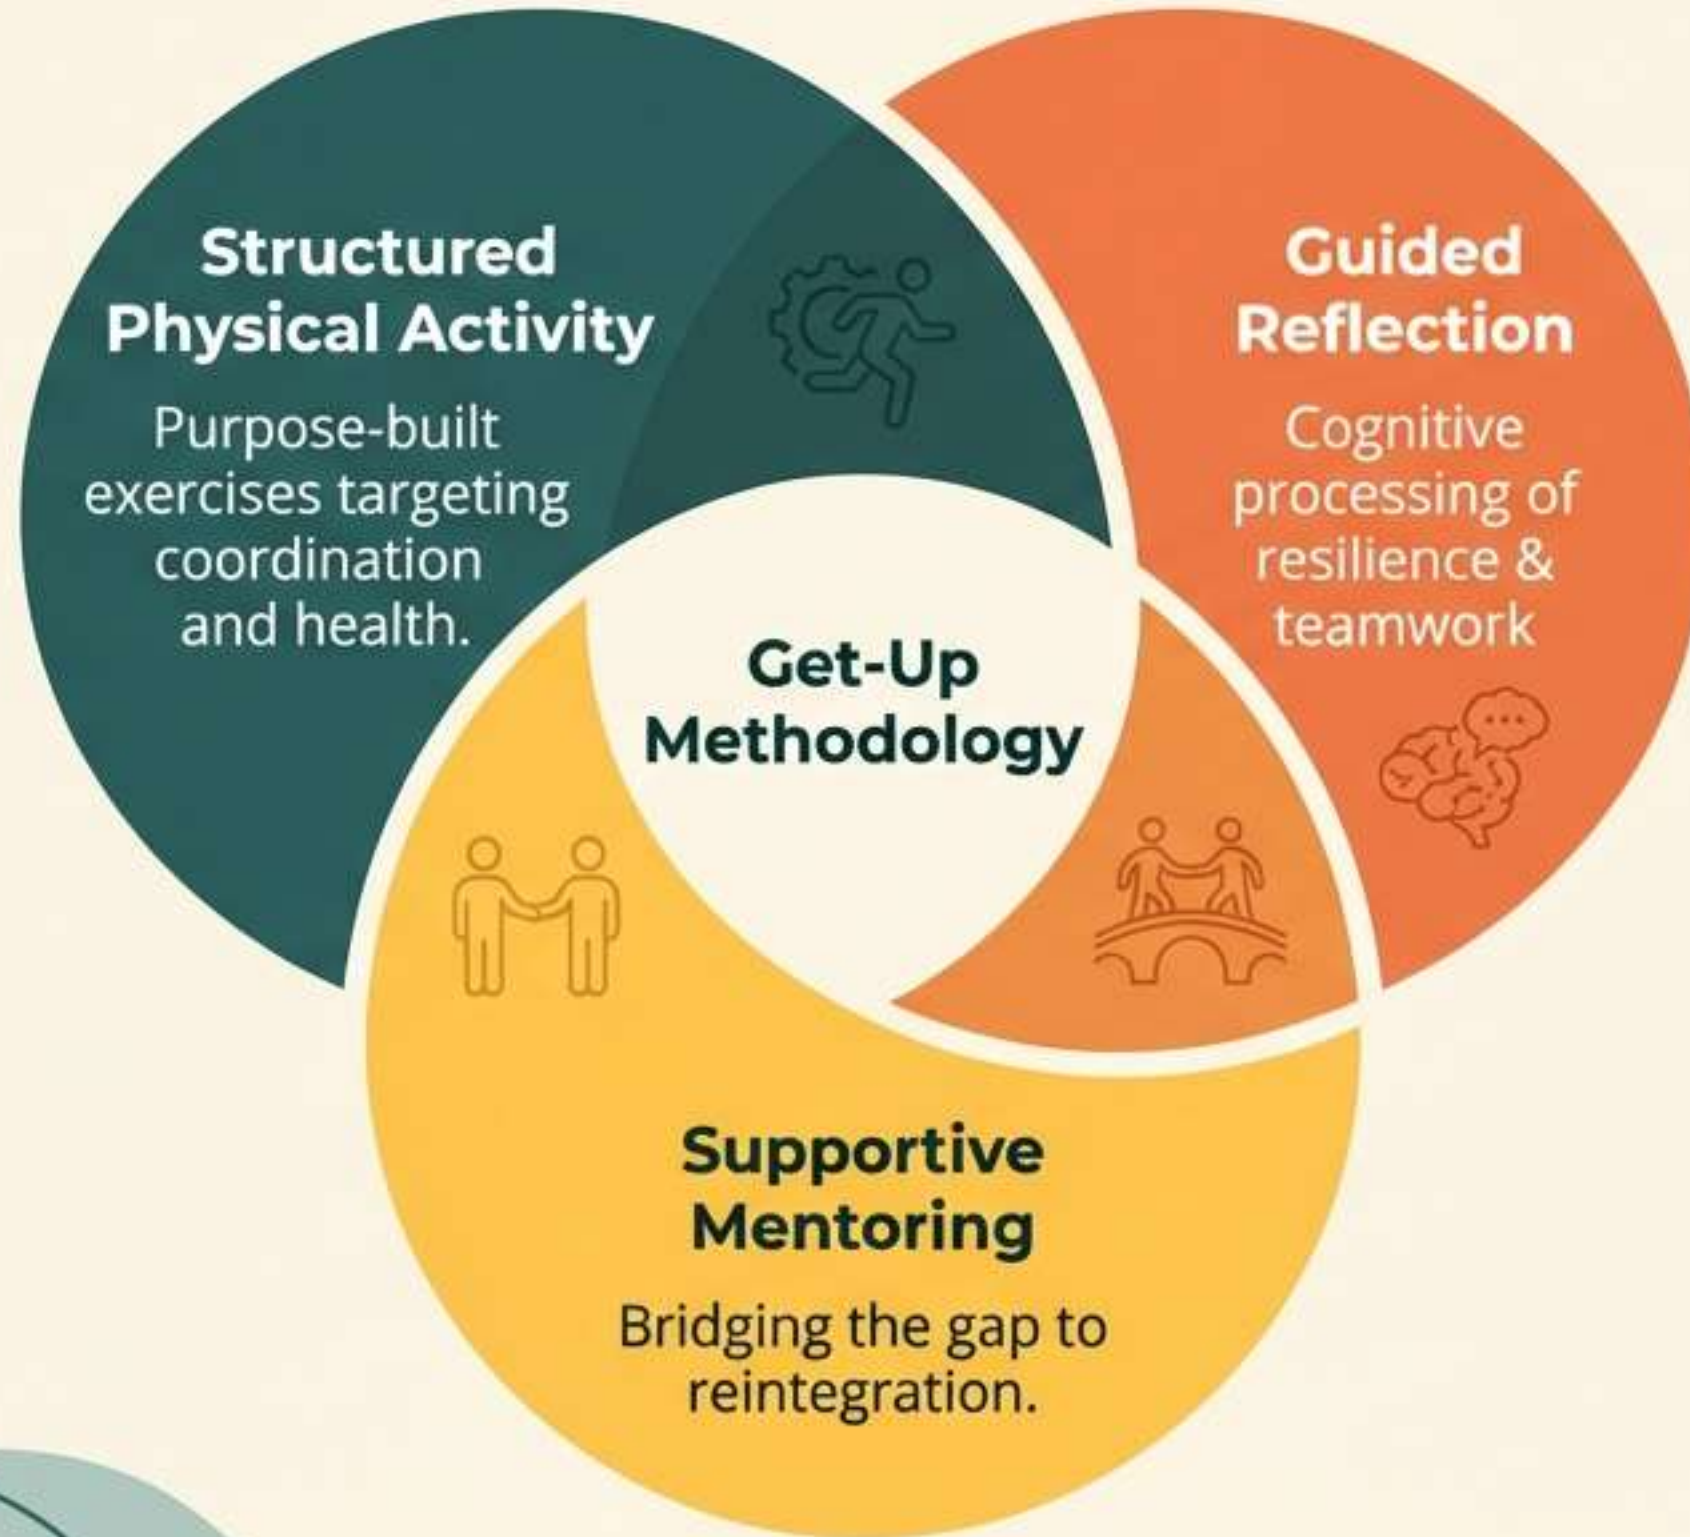 Structured
Physical Activity
Purpose-built
exercises targeting
coordination
and health.
Guided
Reflection
Cognitive
processing of
resilience &
teamwork
Get-Up
Methodology
Supportive
Mentoring
Bridging the gap to
reintegration.